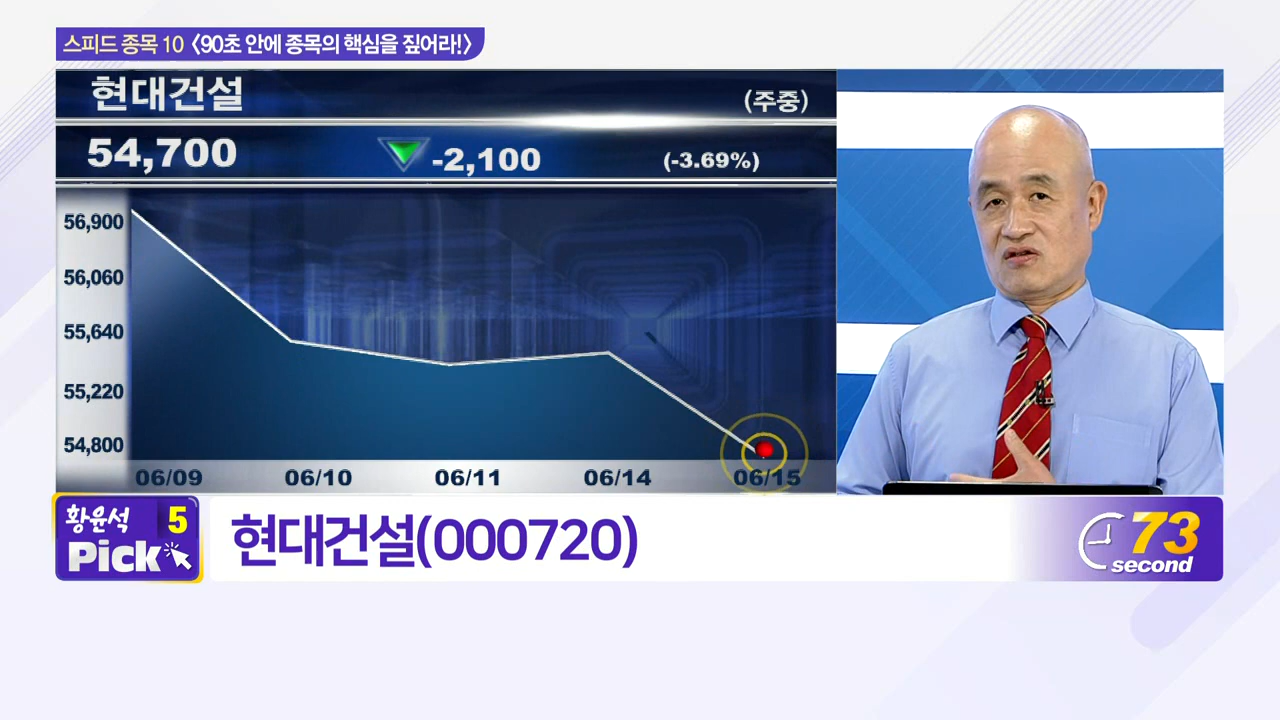 스피드 종목 10 〈90초 안에 종목의 핵심을 짚어라!〉
현대건설
(주중)
54,700
-2,100
(-3.69%)
56,900
56,060
55,640
55,220
54,800
06/09 06/10 06/11 06/14 06/15
황윤석 5
Pick
현대건설(000720)
73
second